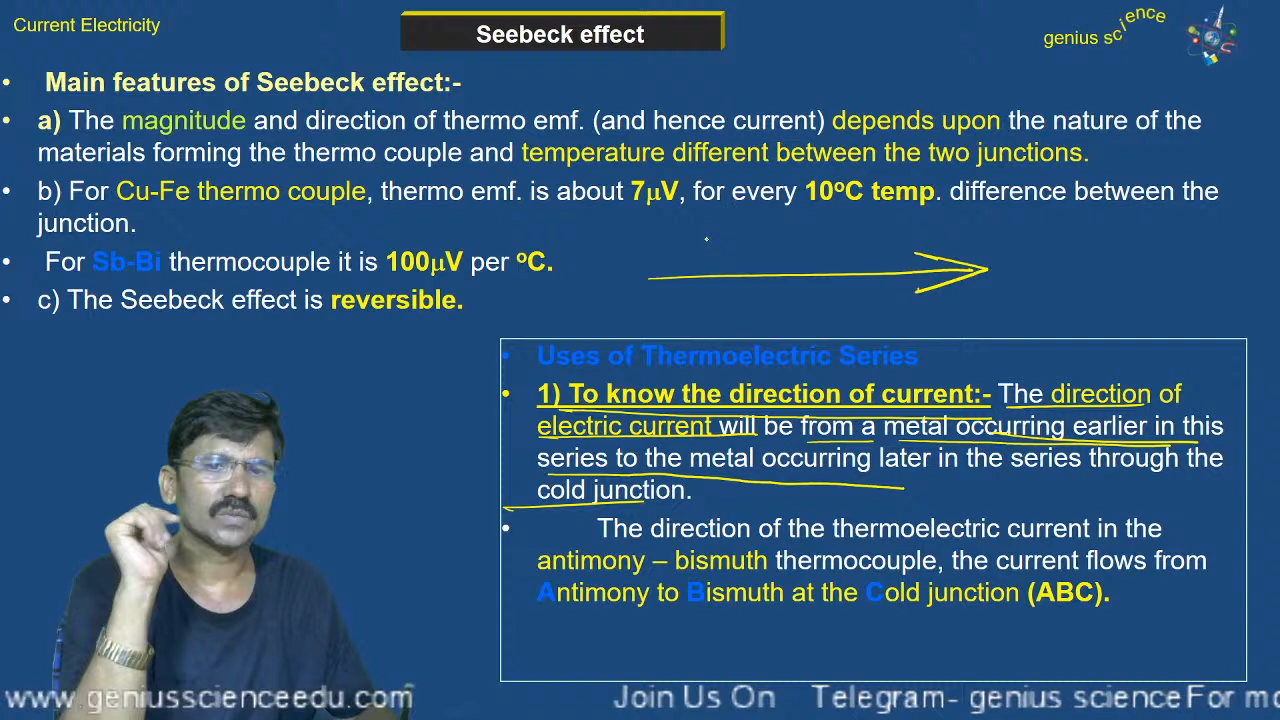 Current Electricity
Seebeck effect
genius science
• Main features of Seebeck effect:-
• a) The magnitude and direction of thermo emf. (and hence current) depends upon the nature of the
materials forming the thermo couple and temperature different between the two junctions.
• b) For Cu-Fe thermo couple, thermo emf. is about 7μV, for every 10ºC temp. difference between the
junction.
• For Sb-Bi thermocouple it is 100μV per ºC.
• c) The Seebeck effect is reversible.
• Uses of Thermoelectric Series
• 1) To know the direction of current:- The direction of
electric current will be from a metal occurring earlier in this
series to the metal occurring later in the series through the
cold junction.
• The direction of the thermoelectric current in the
antimony – bismuth thermocouple, the current flows from
Antimony to Bismuth at the Cold junction (ABC).
www.geniusscienceedu.com Join Us On Telegram- genius science For mo